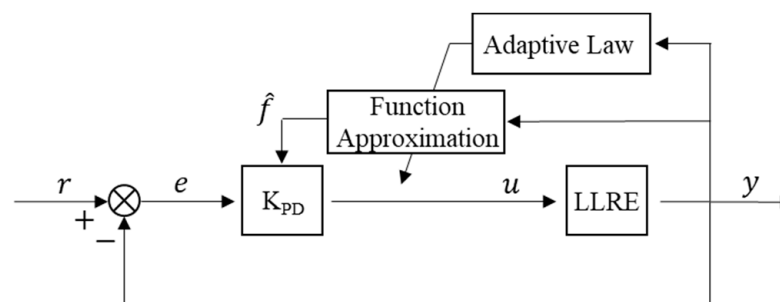 Adaptive Law
Function
Approximation
f̂
r
e
K_PD
u
LLRE
y
+
−